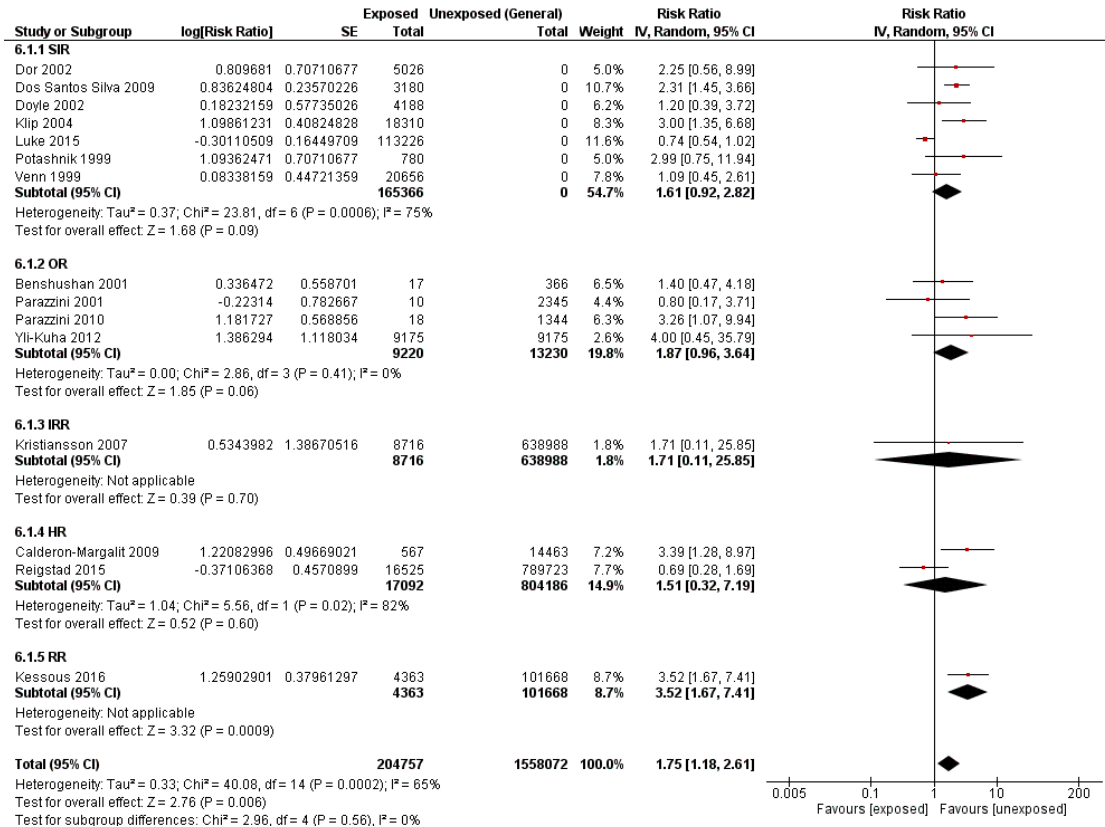 Exposed Unexposed (General) Risk Ratio Risk Ratio
Study or Subgroup log[Risk Ratio] SE Total Total Weight IV, Random, 95% CI IV, Random, 95% CI
6.1.1 SIR
Dor 2002 0.809681 0.70710677 5026 0 5.0% 2.25 [0.56, 8.99]
Dos Santos Silva 2009 0.83624804 0.23570226 3180 0 10.7% 2.31 [1.45, 3.66]
Doyle 2002 0.18232159 0.57735026 4188 0 6.2% 1.20 [0.39, 3.72]
Klip 2004 1.09861231 0.40824828 18310 0 8.3% 3.00 [1.35, 6.68]
Luke 2015 -0.30110509 0.16449709 113226 0 11.6% 0.74 [0.54, 1.02]
Potashnik 1999 1.09362471 0.70710677 780 0 5.0% 2.99 [0.75, 11.94]
Venn 1999 0.08338159 0.44721359 20656 0 7.8% 1.09 [0.45, 2.61]
Subtotal (95% CI) 165366 0 54.7% 1.61 [0.92, 2.82]
Heterogeneity: Tau² = 0.37; Chi² = 23.81, df = 6 (P = 0.0006); I² = 75%
Test for overall effect: Z = 1.68 (P = 0.09)
6.1.2 OR
Benshushan 2001 0.336472 0.558701 17 366 6.5% 1.40 [0.47, 4.18]
Parazzini 2001 -0.22314 0.782667 10 2345 4.4% 0.80 [0.17, 3.71]
Parazzini 2010 1.181727 0.568856 18 1344 6.3% 3.26 [1.07, 9.94]
Yli-Kuha 2012 1.386294 1.118034 9175 9175 2.6% 4.00 [0.45, 35.79]
Subtotal (95% CI) 9220 13230 19.8% 1.87 [0.96, 3.64]
Heterogeneity: Tau² = 0.00; Chi² = 2.86, df = 3 (P = 0.41); I² = 0%
Test for overall effect: Z = 1.85 (P = 0.06)
6.1.3 IRR
Kristiansson 2007 0.5343982 1.38670516 8716 638988 1.8% 1.71 [0.11, 25.85]
Subtotal (95% CI) 8716 638988 1.8% 1.71 [0.11, 25.85]
Heterogeneity: Not applicable
Test for overall effect: Z = 0.39 (P = 0.70)
6.1.4 HR
Calderon-Margalit 2009 1.22082996 0.49669021 567 14463 7.2% 3.39 [1.28, 8.97]
Reigstad 2015 -0.37106368 0.4570899 16525 789723 7.7% 0.69 [0.28, 1.69]
Subtotal (95% CI) 17092 804186 14.9% 1.51 [0.32, 7.19]
Heterogeneity: Tau² = 1.04; Chi² = 5.56, df = 1 (P = 0.02); I² = 82%
Test for overall effect: Z = 0.52 (P = 0.60)
6.1.5 RR
Kessous 2016 1.25902901 0.37961297 4363 101668 8.7% 3.52 [1.67, 7.41]
Subtotal (95% CI) 4363 101668 8.7% 3.52 [1.67, 7.41]
Heterogeneity: Not applicable
Test for overall effect: Z = 3.32 (P = 0.0009)
Total (95% CI) 204757 1558072 100.0% 1.75 [1.18, 2.61]
Heterogeneity: Tau² = 0.33; Chi² = 40.08, df = 14 (P = 0.0002); I² = 65%
Test for overall effect: Z = 2.76 (P = 0.006)
Test for subgroup differences: Chi² = 2.96, df = 4 (P = 0.56), I² = 0%
0.005 0.1 1 10 200
Favours [exposed] Favours [unexposed]